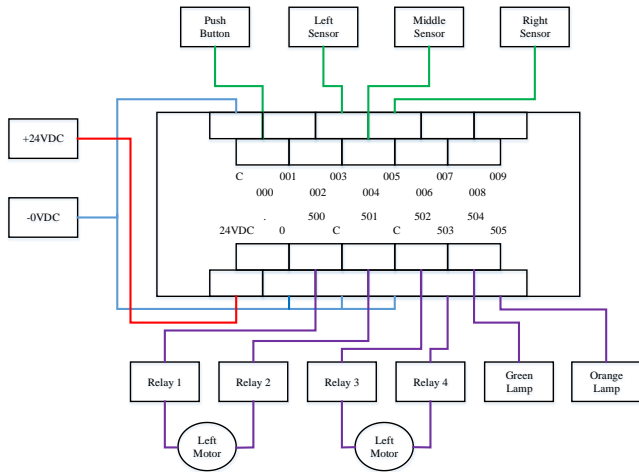 Push
Button
Left
Sensor
Middle
Sensor
Right
Sensor
+24VDC
-0VDC
C 001 003 005 007 009
000 002 004 006 008
. 500 501 502 504
24VDC 0 C C 503 505
Relay 1
Relay 2
Relay 3
Relay 4
Green
Lamp
Orange
Lamp
Left
Motor
Left
Motor